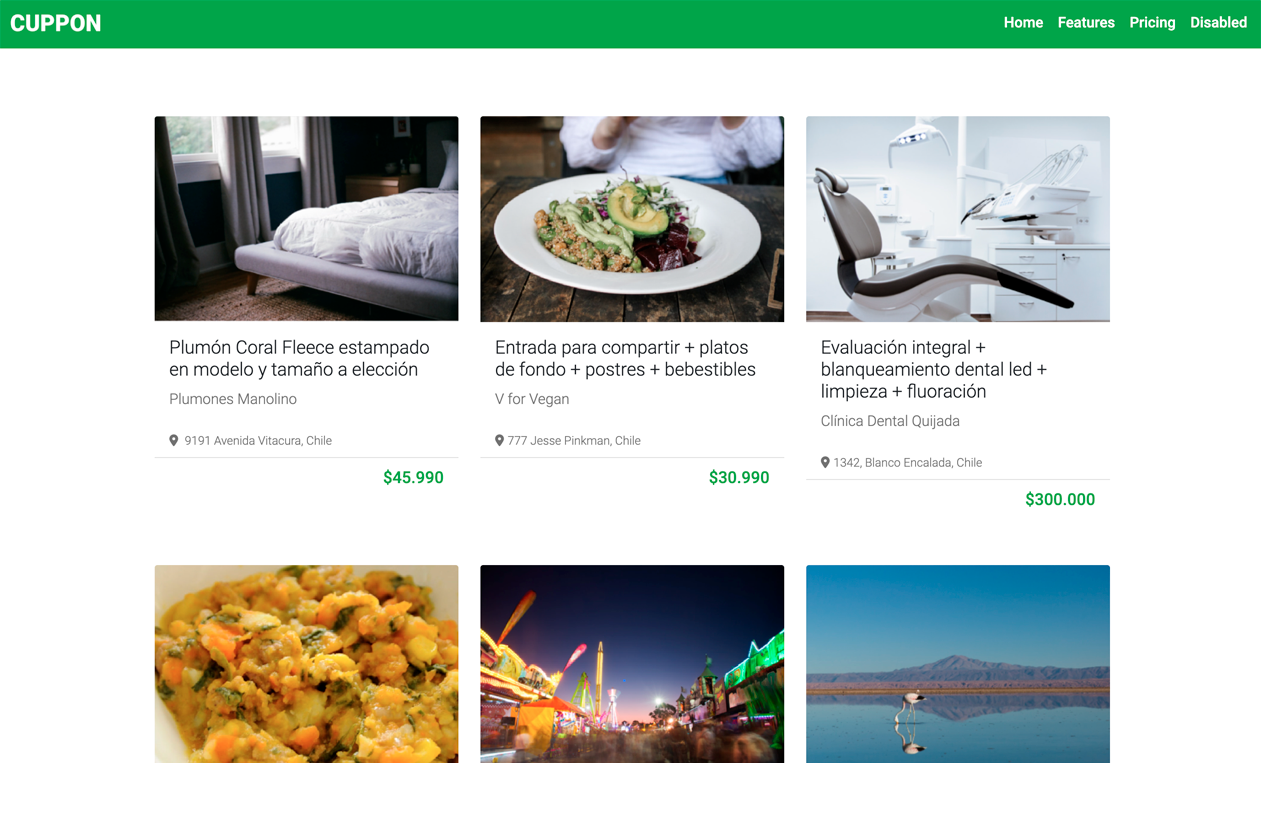 CUPPON
Home Features Pricing Disabled
Plumón Coral Fleece estampado
en modelo y tamaño a elección
Plumones Manolino
9191 Avenida Vitacura, Chile
$45.990
Entrada para compartir + platos
de fondo + postres + bebestibles
V for Vegan
777 Jesse Pinkman, Chile
$30.990
Evaluación integral +
blanqueamiento dental led +
limpieza + fluoración
Clínica Dental Quijada
1342, Blanco Encalada, Chile
$300.000